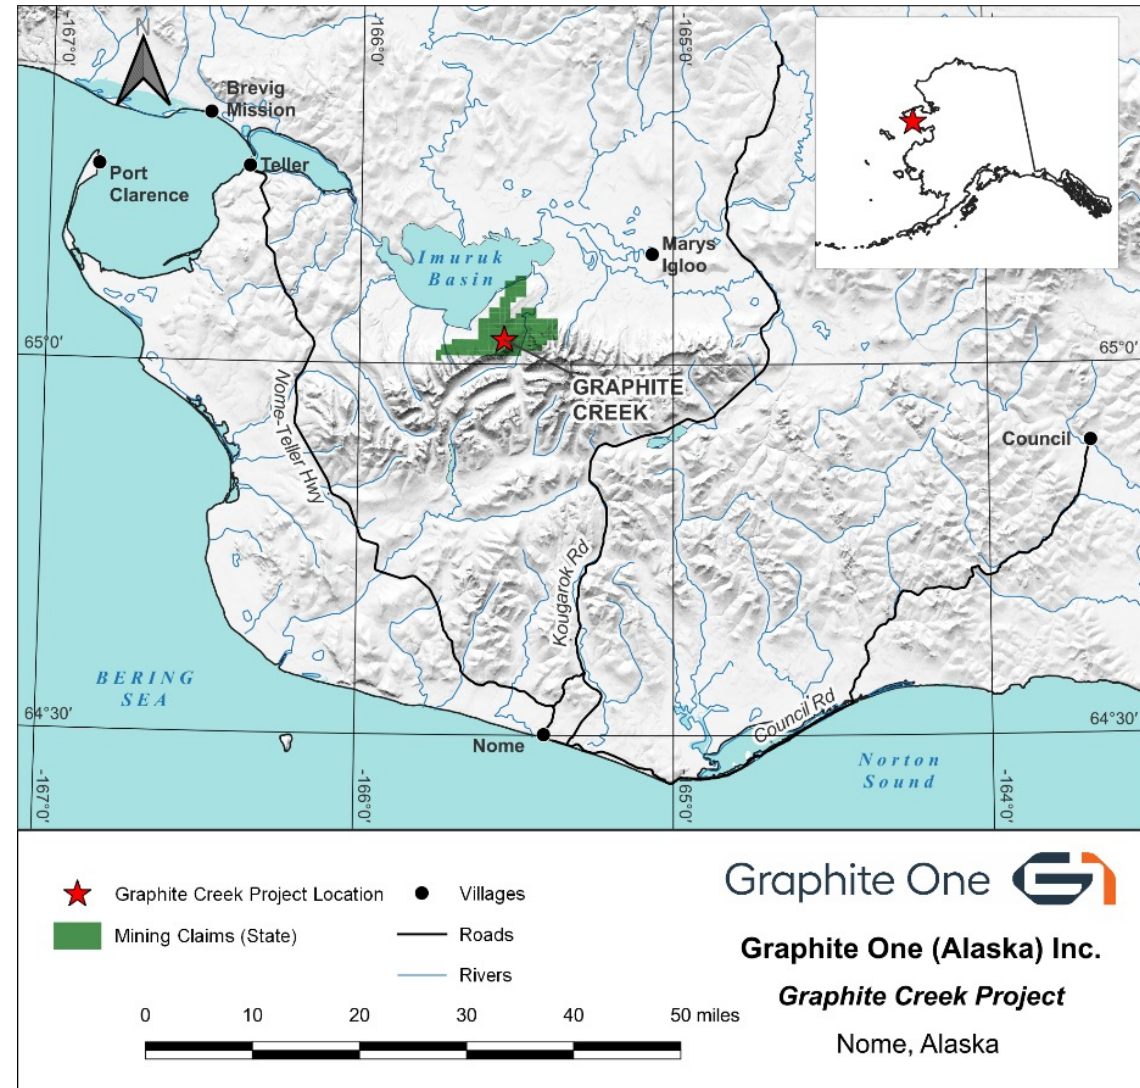 N
-167°0'
-166°0'
-165°0'
Brevig
Mission
Teller
Port
Clarence
Imuruk
Basin
Marys
Igloo
65°0'
65°0'
GRAPHITE
CREEK
Nome-Teller Hwy
Council
Kougarok Rd
BERING
SEA
64°30'
64°30'
Council Rd
Nome
Norton
Sound
-167°0'
-166°0'
-165°0'
-164°0'
Graphite Creek Project Location
Villages
Mining Claims (State)
Roads
Rivers
0 10 20 30 40 50 miles
Graphite One G1
Graphite One (Alaska) Inc.
Graphite Creek Project
Nome, Alaska